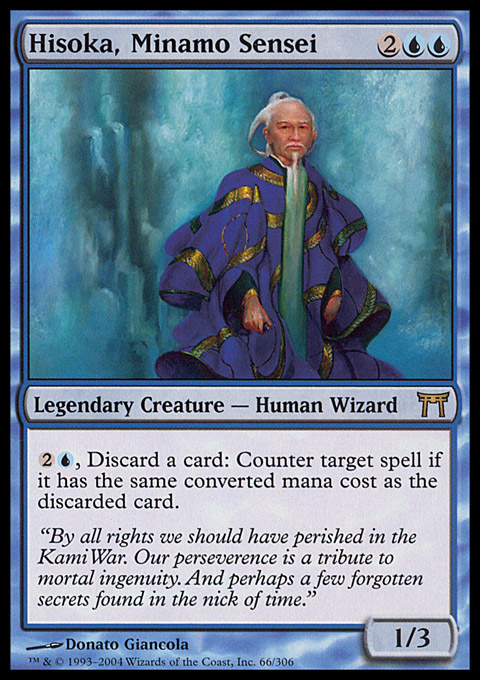 Hisoka, Minamo Sensei 2
Legendary Creature — Human Wizard
2, Discard a card: Counter target spell if
it has the same converted mana cost as the
discarded card.
“By all rights we should have perished in the
Kami War. Our perseverence is a tribute to
mortal ingenuity. And perhaps a few forgotten
secrets found in the nick of time.”
1/3
Donato Giancola
™ & © 1993–2004 Wizards of the Coast, Inc. 66/306